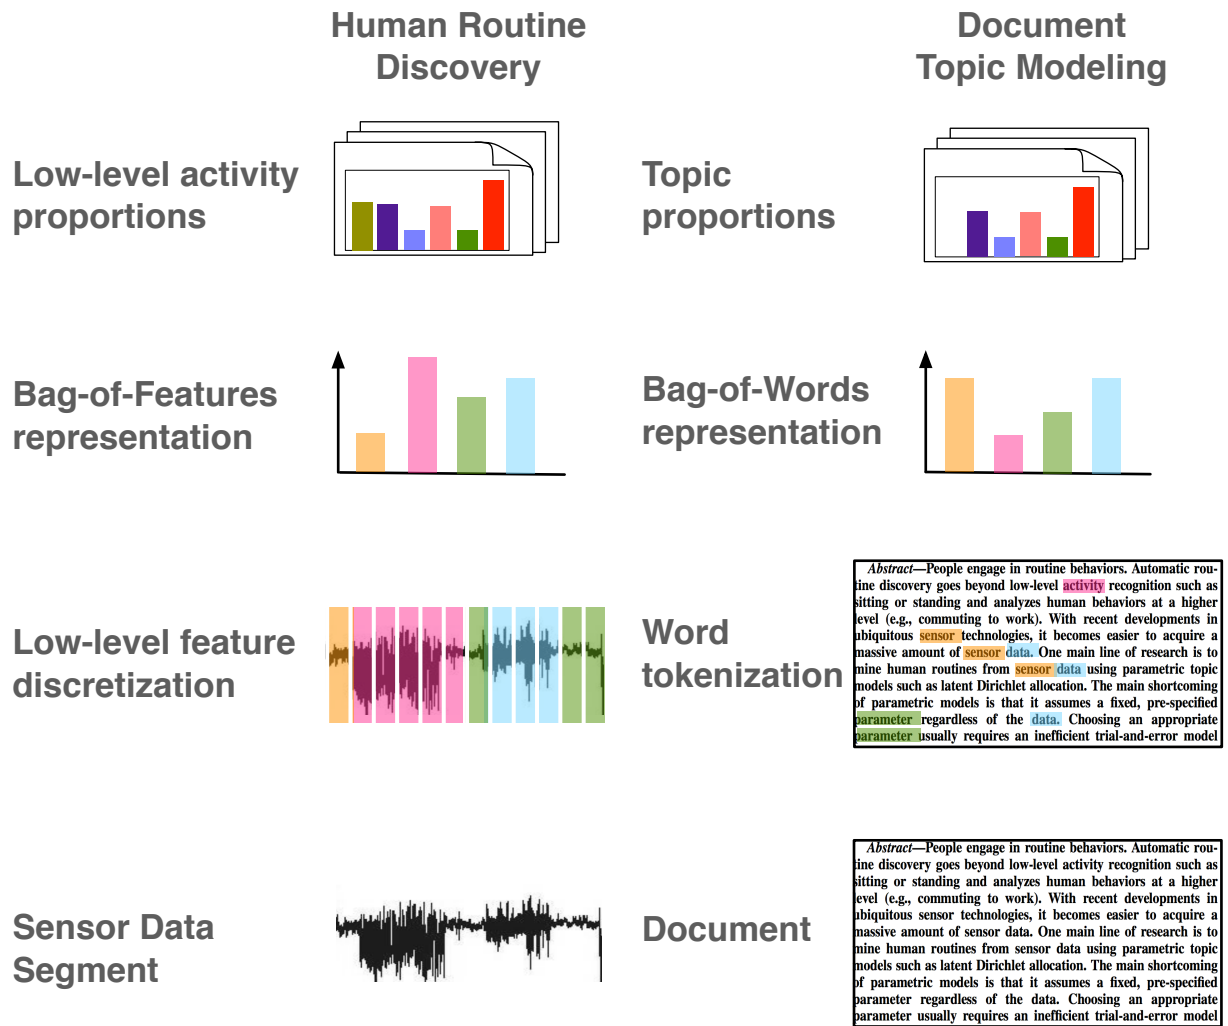 Human Routine
Discovery
Document
Topic Modeling
Low-level activity
proportions
Topic
proportions
Bag-of-Features
representation
Bag-of-Words
representation
Low-level feature
discretization
Word
tokenization
Abstract—People engage in routine behaviors. Automatic rou-
tine discovery goes beyond low-level activity recognition such as
sitting or standing and analyzes human behaviors at a higher
level (e.g., commuting to work). With recent developments in
ubiquitous sensor technologies, it becomes easier to acquire a
massive amount of sensor data. One main line of research is to
mine human routines from sensor data using parametric topic
models such as latent Dirichlet allocation. The main shortcoming
of parametric models is that it assumes a fixed, pre-specified
parameter regardless of the data. Choosing an appropriate
parameter usually requires an inefficient trial-and-error model
Sensor Data
Segment
Document
Abstract—People engage in routine behaviors. Automatic rou-
tine discovery goes beyond low-level activity recognition such as
sitting or standing and analyzes human behaviors at a higher
level (e.g., commuting to work). With recent developments in
ubiquitous sensor technologies, it becomes easier to acquire a
massive amount of sensor data. One main line of research is to
mine human routines from sensor data using parametric topic
models such as latent Dirichlet allocation. The main shortcoming
of parametric models is that it assumes a fixed, pre-specified
parameter regardless of the data. Choosing an appropriate
parameter usually requires an inefficient trial-and-error model